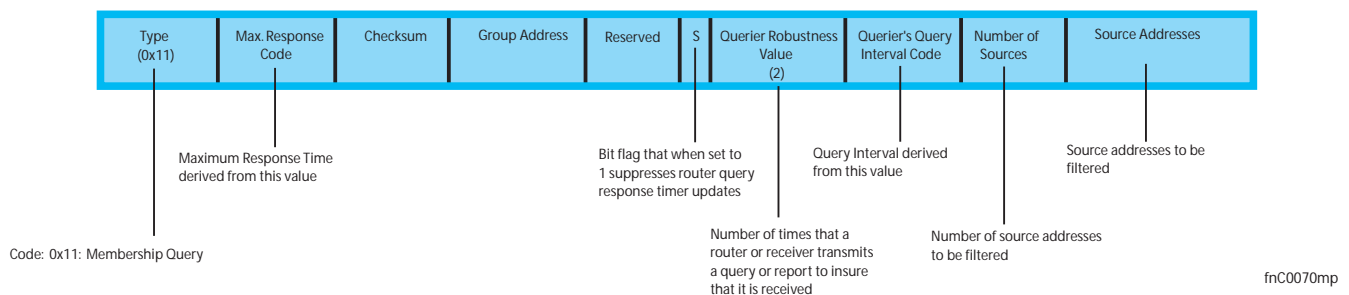 Type
(0x11)
Max. Response
Code
Checksum
Group Address
Reserved
S
Querier Robustness
Value
(2)
Querier's Query
Interval Code
Number of
Sources
Source Addresses
Maximum Response Time
derived from this value
Bit flag that when set to
1 suppresses router query
response timer updates
Query Interval derived
from this value
Source addresses to be
filtered
Code: 0x11: Membership Query
Number of times that a
router or receiver transmits
a query or report to insure
that it is received
Number of source addresses
to be filtered
fnC0070mp